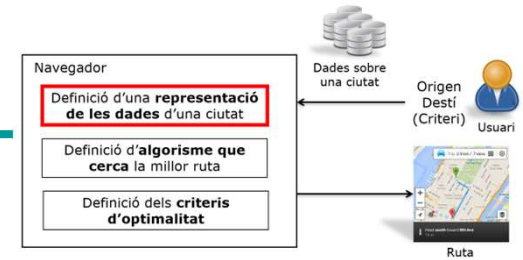 Navegador
Definició d'una representació
de les dades d'una ciutat
Definició d'algorisme que
cerca la millor ruta
Definició dels criteris
d'optimalitat
Dades sobre
una ciutat
Origen
Destí
(Criteri)
Usuari
Ruta